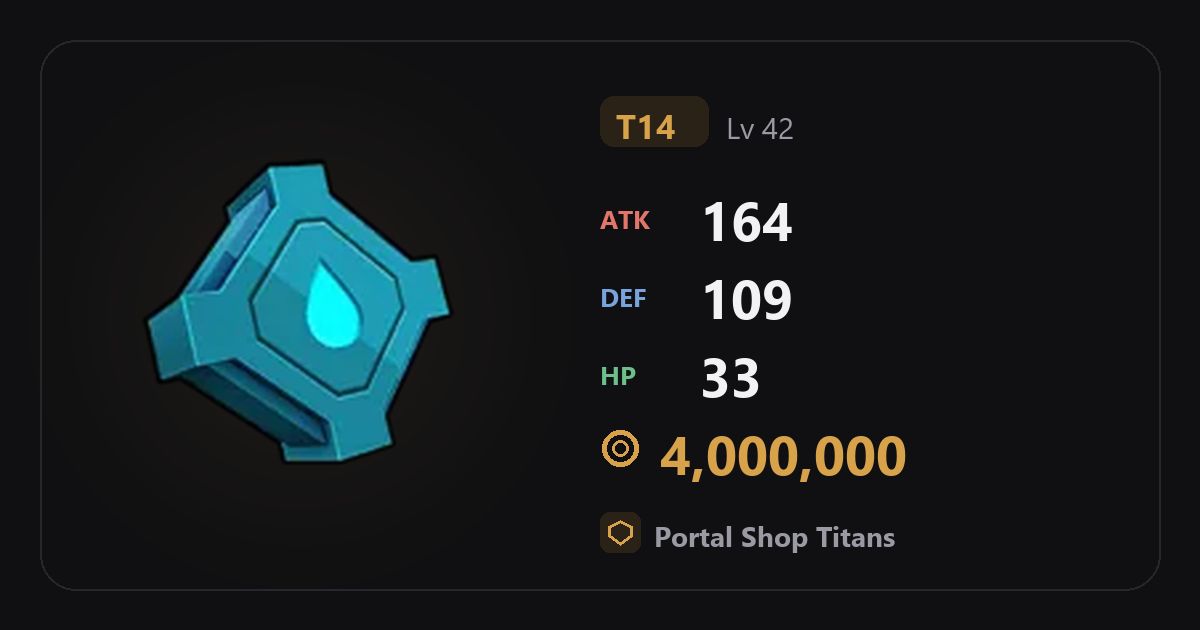 T14 Lv 42
ATK 164
DEF 109
HP 33
4,000,000
Portal Shop Titans